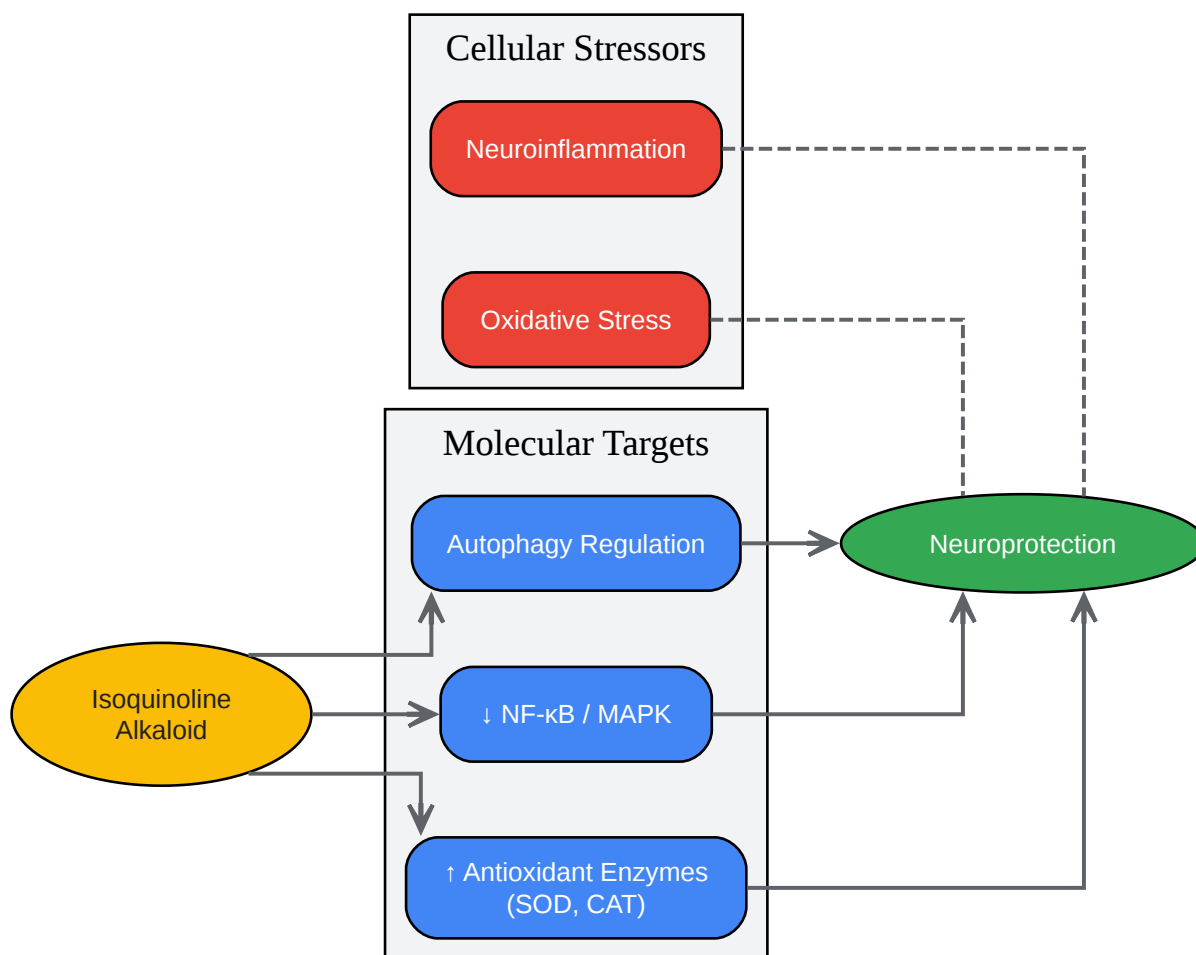 Cellular Stressors
Neuroinflammation
Oxidative Stress
Molecular Targets
Autophagy Regulation
Neuroprotection
Isoquinoline
Alkaloid
↓ NF-κB / MAPK
↑ Antioxidant Enzymes
(SOD, CAT)